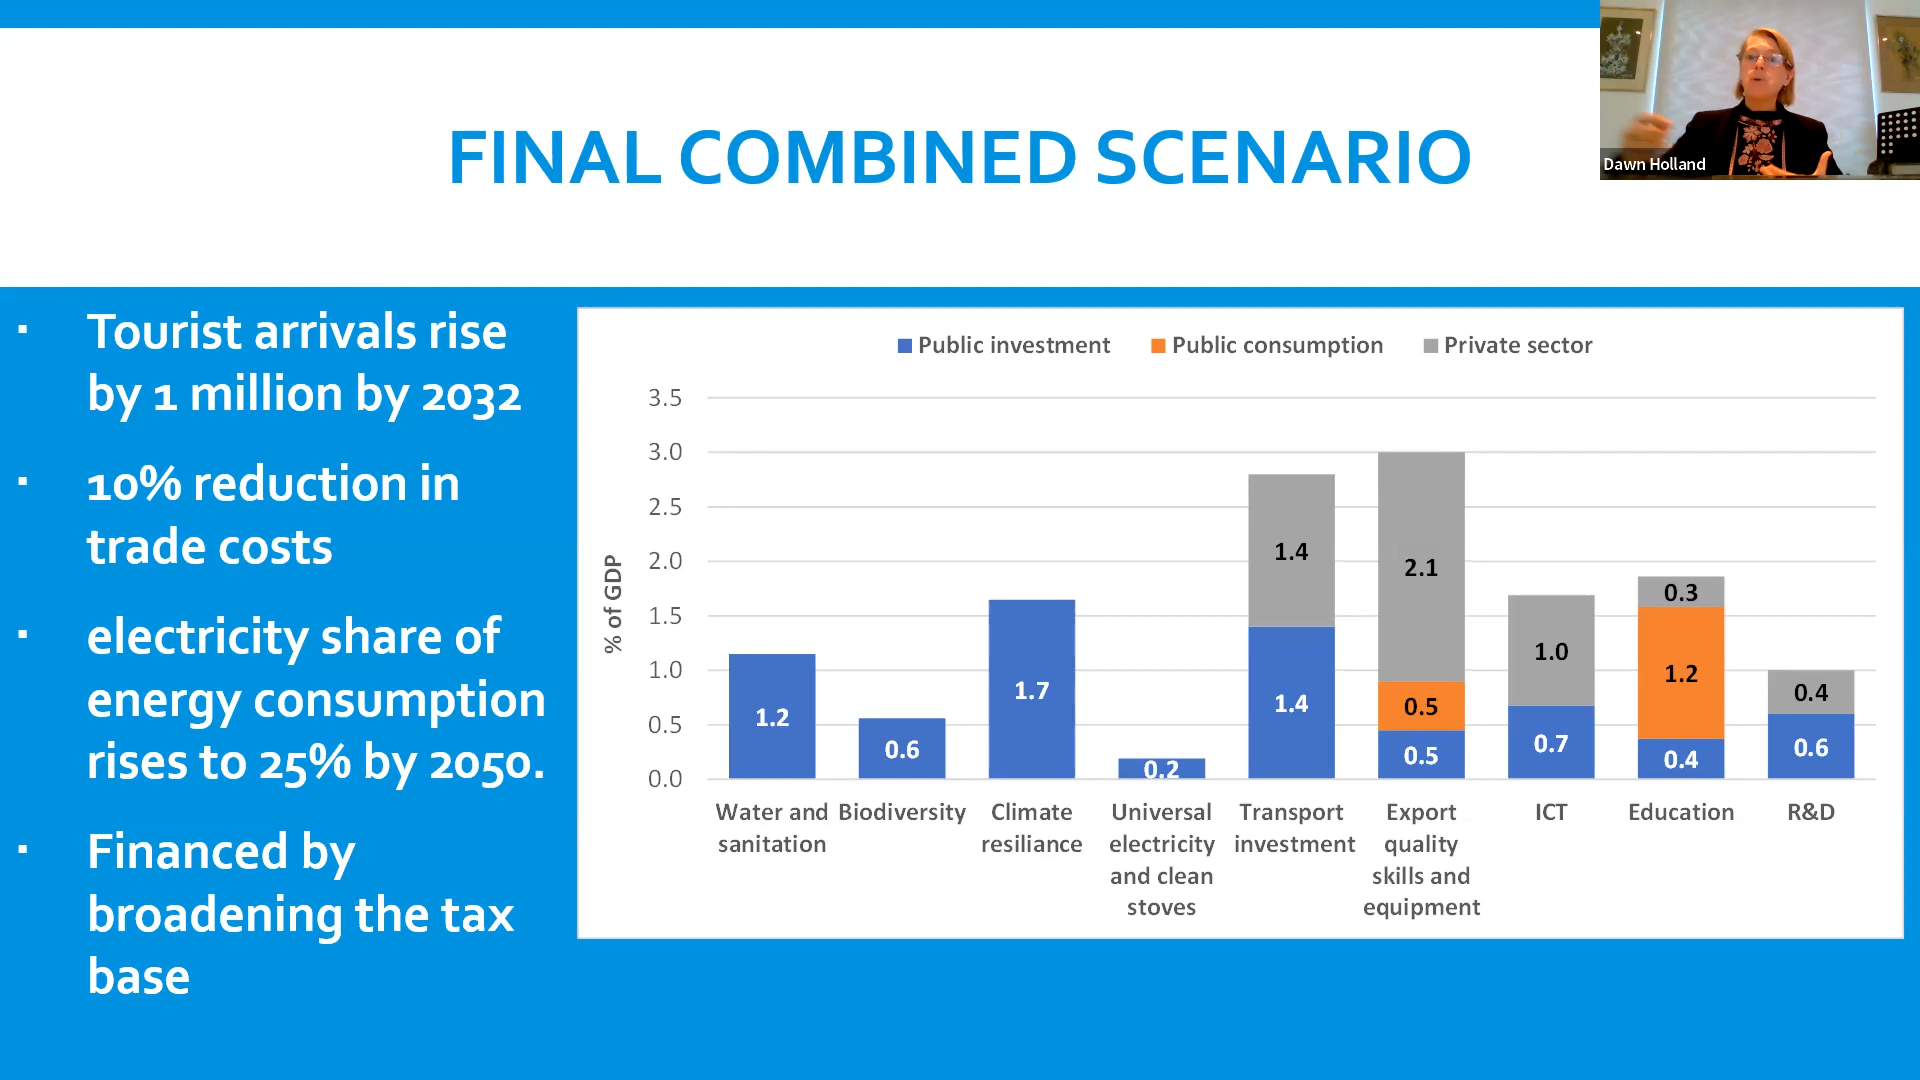 FINAL COMBINED SCENARIO
Dawn Holland
▪ Tourist arrivals rise
by 1 million by 2032
▪ 10% reduction in
trade costs
▪ electricity share of
energy consumption
rises to 25% by 2050.
▪ Financed by
broadening the tax
base
Public investment Public consumption Private sector
% of GDP
3.5
3.0
2.5
2.0
1.5
1.0
0.5
0.0
1.2
0.6
1.7
0.2
1.4
1.4
2.1
0.5
0.5
1.0
0.7
0.3
1.2
0.4
0.4
0.6
Water and
sanitation
Biodiversity
Climate
resiliance
Universal
electricity
and clean
stoves
Transport
investment
Export
quality
skills and
equipment
ICT
Education
R&D